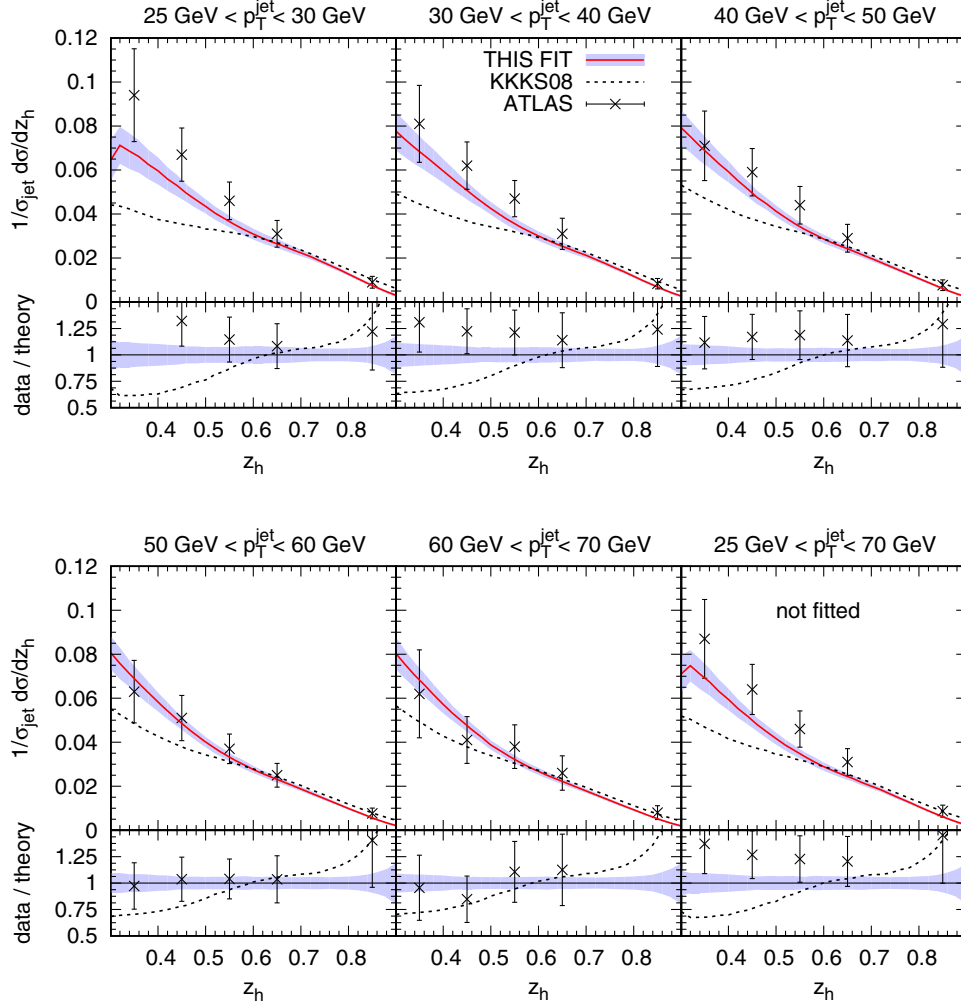 25 GeV < p_T^jet < 30 GeV
30 GeV < p_T^jet < 40 GeV
40 GeV < p_T^jet < 50 GeV
THIS FIT
KKKS08
ATLAS
1/σ_jet dσ/dz_h
0.12
0.1
0.08
0.06
0.04
0.02
0
data / theory
1.25
1
0.75
0.5
0.4 0.5 0.6 0.7 0.8
0.4 0.5 0.6 0.7 0.8
0.4 0.5 0.6 0.7 0.8
z_h
z_h
z_h
50 GeV < p_T^jet < 60 GeV
60 GeV < p_T^jet < 70 GeV
25 GeV < p_T^jet < 70 GeV
not fitted
1/σ_jet dσ/dz_h
0.12
0.1
0.08
0.06
0.04
0.02
0
data / theory
1.25
1
0.75
0.5
0.4 0.5 0.6 0.7 0.8
0.4 0.5 0.6 0.7 0.8
0.4 0.5 0.6 0.7 0.8
z_h
z_h
z_h